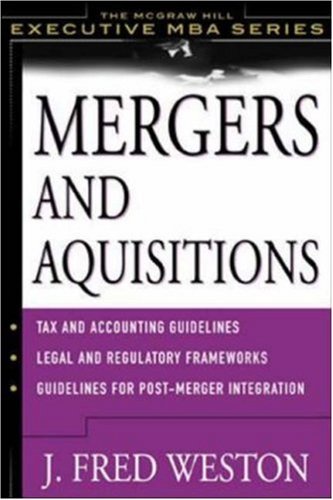 THE MCGRAW HILL
EXECUTIVE MBA SERIES
MERGERS
AND
AQUISITIONS
• TAX AND ACCOUNTING GUIDELINES
• LEGAL AND REGULATORY FRAMEWORKS
• GUIDELINES FOR POST-MERGER INTEGRATION
J. FRED WESTON